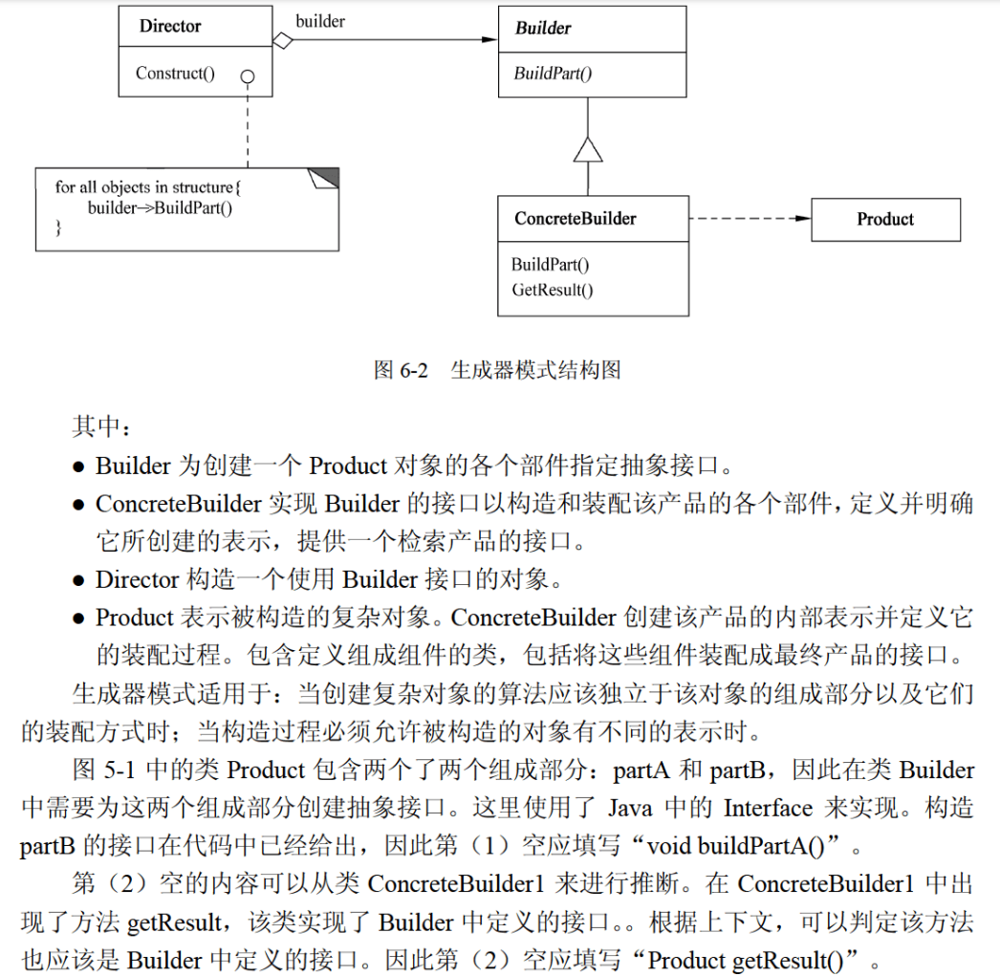 Director
builder
Builder
Construct()
BuildPart()
for all objects in structure{
builder->BuildPart()
}
ConcreteBuilder
Product
BuildPart()
GetResult()
图 6-2 生成器模式结构图
其中：
● Builder 为创建一个 Product 对象的各个部件指定抽象接口。
● ConcreteBuilder 实现 Builder 的接口以构造和装配该产品的各个部件，定义并明确
它所创建的表示，提供一个检索产品的接口。
● Director 构造一个使用 Builder 接口的对象。
● Product 表示被构造的复杂对象。ConcreteBuilder 创建该产品的内部表示并定义它
的装配过程。包含定义组成组件的类，包括将这些组件装配成最终产品的接口。
生成器模式适用于：当创建复杂对象的算法应该独立于该对象的组成部分以及它们
的装配方式时；当构造过程必须允许被构造的对象有不同的表示时。
图 5-1 中的类 Product 包含两个了两个组成部分：partA 和 partB，因此在类 Builder
中需要为这两个组成部分创建抽象接口。这里使用了 Java 中的 Interface 来实现。构造
partB 的接口在代码中已经给出，因此第（1）空应填写“void buildPartA()”。
第（2）空的内容可以从类 ConcreteBuilder1 来进行推断。在 ConcreteBuilder1 中出
现了方法 getResult，该类实现了 Builder 中定义的接口。。根据上下文，可以判定该方法
也应该是 Builder 中定义的接口。因此第（2）空应填写“Product getResult()”。